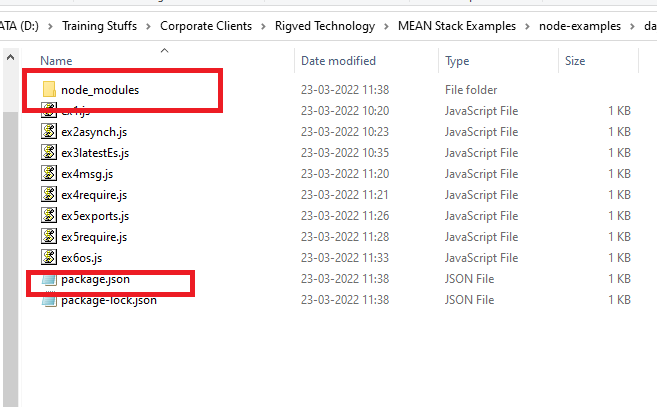 ATA (D:) > Training Stuffs > Corporate Clients > Rigved Technology > MEAN Stack Examples > node-examples > da
Name Date modified Type Size
node_modules 23-03-2022 11:38 File folder
ex1.js 23-03-2022 10:20 JavaScript File 1 KB
ex2asynch.js 23-03-2022 10:23 JavaScript File 1 KB
ex3latestEs.js 23-03-2022 10:35 JavaScript File 1 KB
ex4msg.js 23-03-2022 11:20 JavaScript File 1 KB
ex4require.js 23-03-2022 11:21 JavaScript File 1 KB
ex5exports.js 23-03-2022 11:26 JavaScript File 1 KB
ex5require.js 23-03-2022 11:28 JavaScript File 1 KB
ex6os.js 23-03-2022 11:33 JavaScript File 1 KB
package.json 23-03-2022 11:38 JSON File 1 KB
package-lock.json 23-03-2022 11:38 JSON File 1 KB